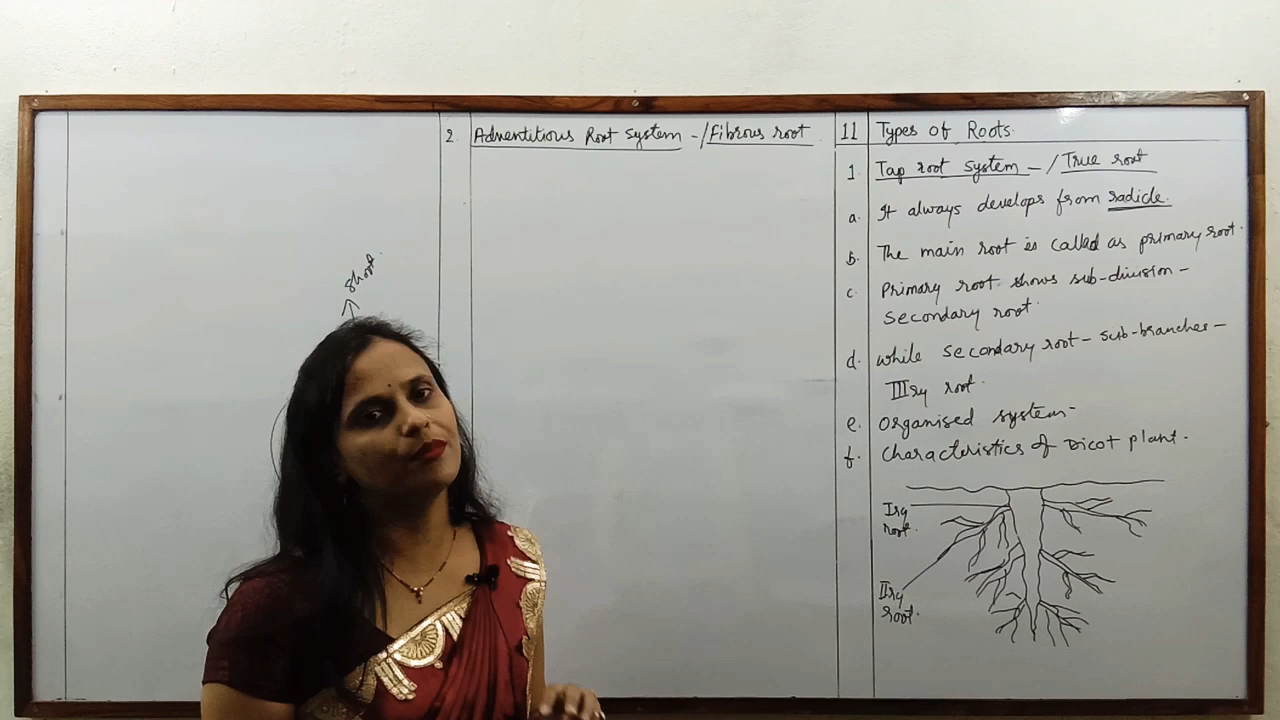 → Shoot.
2. Adventitious Root system - / Fibrous root.
11 Types of Roots.
1. Tap root system - / True root
a. It always develops from radicle.
b. The main root is called as primary root.
c. Primary root shows sub-division -
Secondary root.
d. while secondary root - sub-branches -
IIIry root.
e. Organised system -
f. Characteristics of Dicot plant.
Iry
root.
IIry
root.